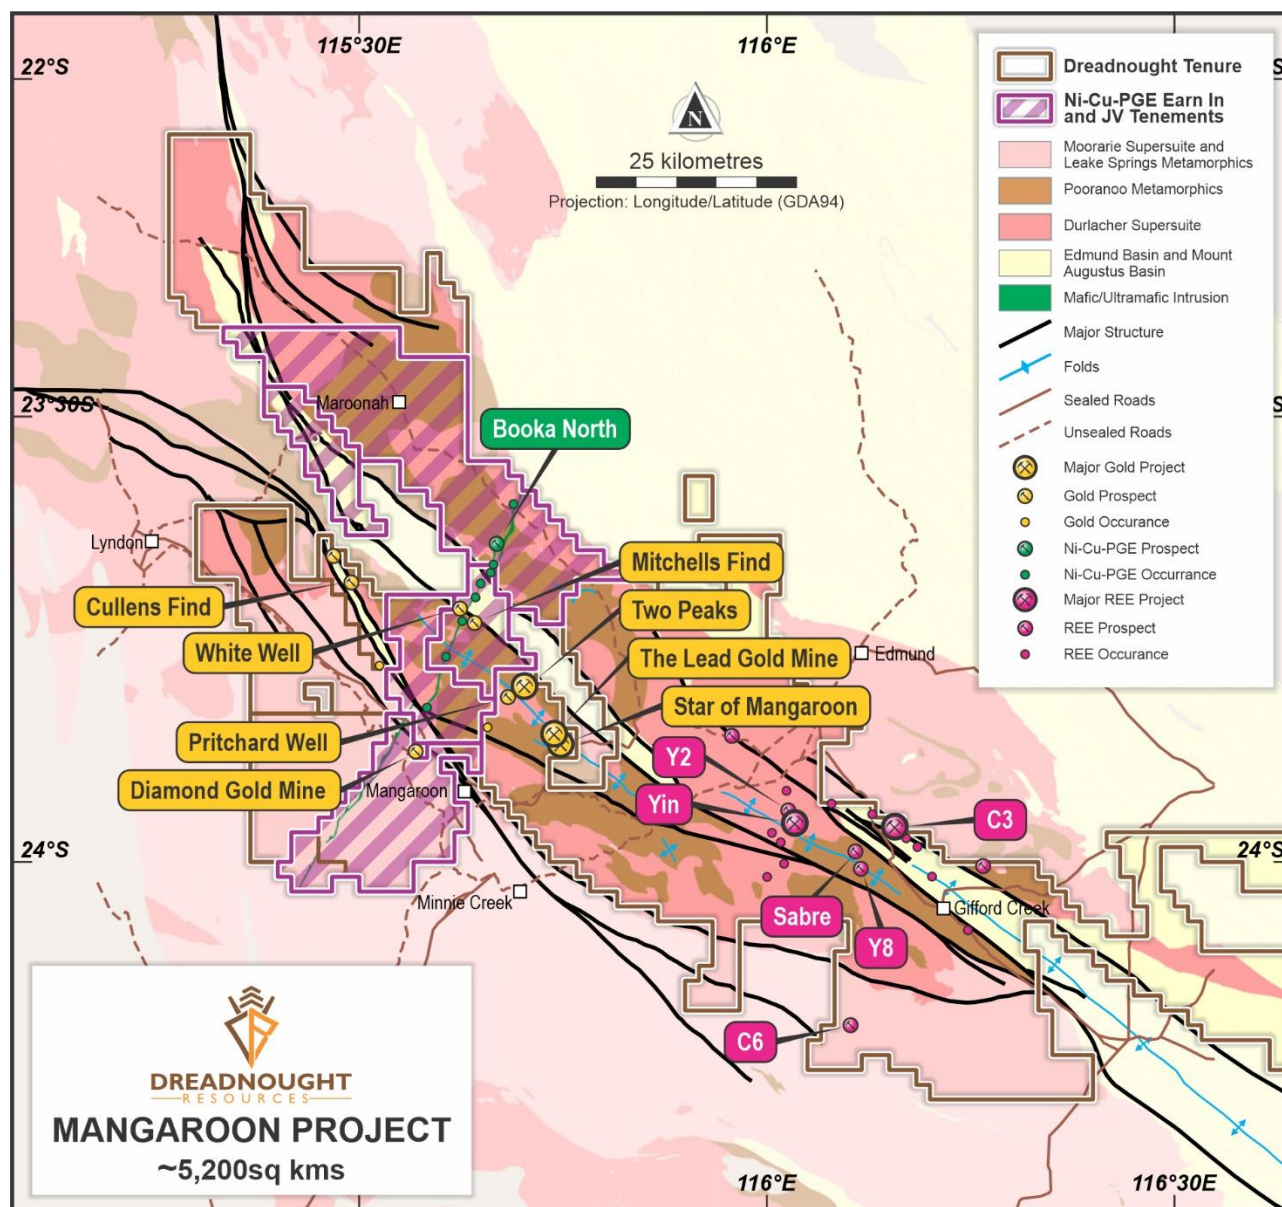 115°30E
116°E
22°S
S
N
25 kilometres
Projection: Longitude/Latitude (GDA94)
Dreadnought Tenure
Ni-Cu-PGE Earn In
and JV Tenements
Moorarie Supersuite and
Leake Springs Metamorphics
Pooranoo Metamorphics
Durlacher Supersuite
Edmund Basin and Mount
Augustus Basin
Mafic/Ultramafic Intrusion
Major Structure
Folds
Sealed Roads
Unsealed Roads
Major Gold Project
Gold Prospect
Gold Occurance
Ni-Cu-PGE Prospect
Ni-Cu-PGE Occurrance
Major REE Project
REE Prospect
REE Occurance
23°30S
S
Maroonah
Booka North
Lyndon
Mitchells Find
Cullens Find
Two Peaks
White Well
The Lead Gold Mine
Edmund
Star of Mangaroon
Pritchard Well
Y2
Diamond Gold Mine
Mangaroon
Yin
C3
24°S
24°S
Minnie Creek
Sabre
Gifford Creek
Y8
C6
DREADNOUGHT
RESOURCES
MANGAROON PROJECT
~5,200sq kms
116°E
116°30E